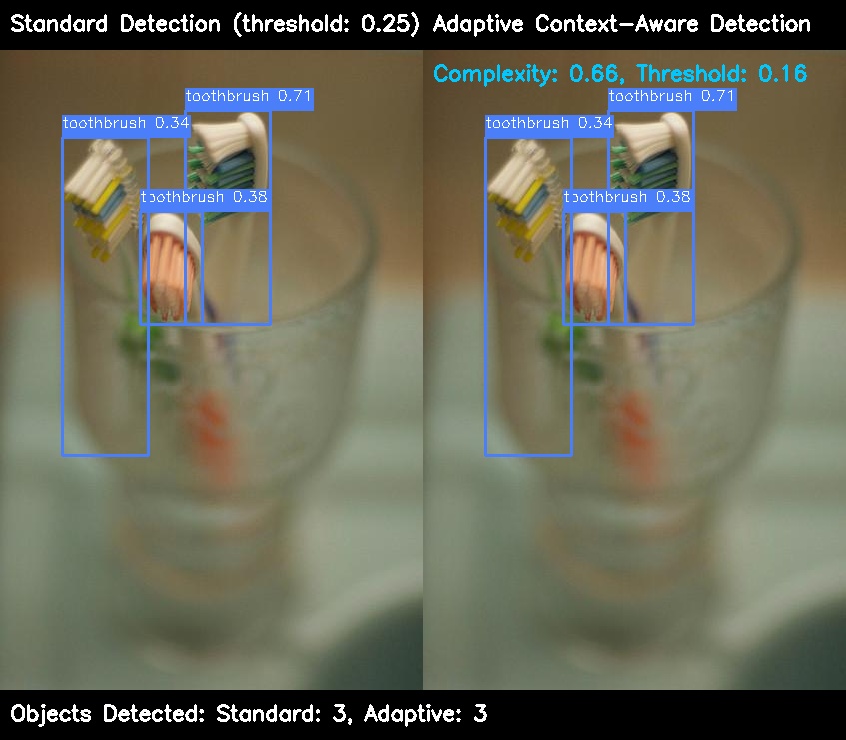 Standard Detection (threshold: 0.25) Adaptive Context-Aware Detection
Complexity: 0.66, Threshold: 0.16
toothbrush 0.71
toothbrush 0.71
toothbrush 0.34
toothbrush 0.34
toothbrush 0.38
toothbrush 0.38
Objects Detected: Standard: 3, Adaptive: 3